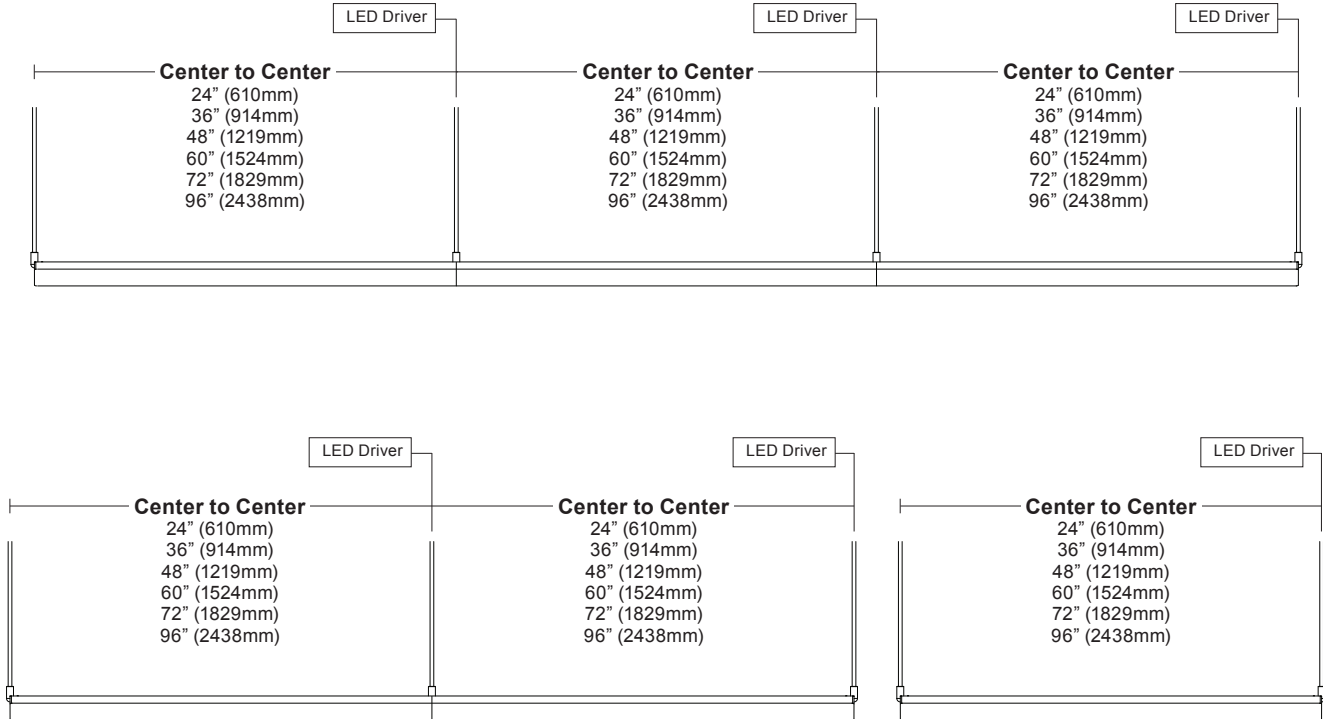 LED Driver
LED Driver
LED Driver
Center to Center
24” (610mm)
36” (914mm)
48” (1219mm)
60” (1524mm)
72” (1829mm)
96” (2438mm)
Center to Center
24” (610mm)
36” (914mm)
48” (1219mm)
60” (1524mm)
72” (1829mm)
96” (2438mm)
Center to Center
24” (610mm)
36” (914mm)
48” (1219mm)
60” (1524mm)
72” (1829mm)
96” (2438mm)
LED Driver
LED Driver
LED Driver
Center to Center
24” (610mm)
36” (914mm)
48” (1219mm)
60” (1524mm)
72” (1829mm)
96” (2438mm)
Center to Center
24” (610mm)
36” (914mm)
48” (1219mm)
60” (1524mm)
72” (1829mm)
96” (2438mm)
Center to Center
24” (610mm)
36” (914mm)
48” (1219mm)
60” (1524mm)
72” (1829mm)
96” (2438mm)